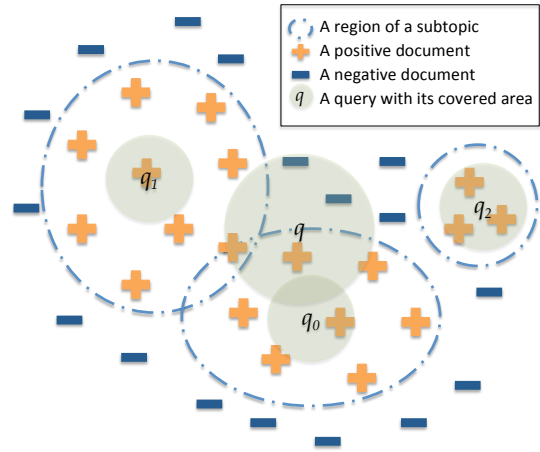 A region of a subtopic
A positive document
A negative document
q A query with its covered area
q1
q2
q
q0